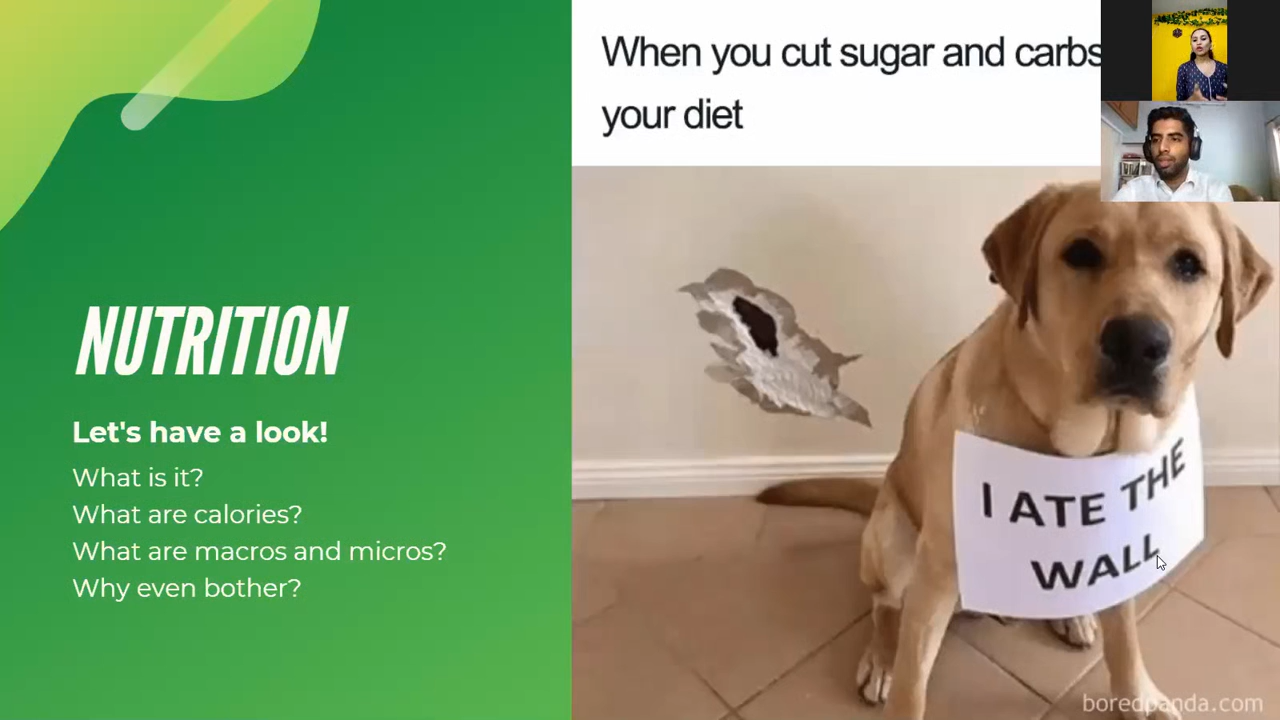 NUTRITION
Let's have a look!
What is it?
What are calories?
What are macros and micros?
Why even bother?
When you cut sugar and carbs
your diet
I ATE THE
WALL
boredpanda.com